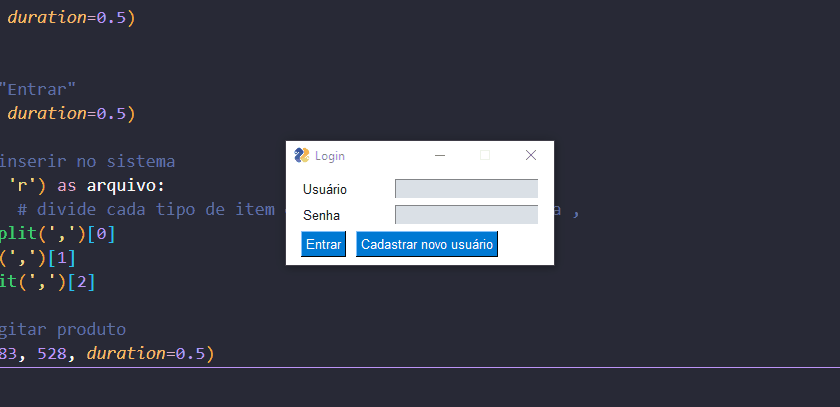 duration=0.5)
"Entrar"
duration=0.5)
inserir no sistema
'r') as arquivo:
# divide cada tipo de item
,
plit(',')[0]
(',')[1]
it(',')[2]
gitar produto
83, 528, duration=0.5)
Login
Usuário
Senha
Entrar Cadastrar novo usuário